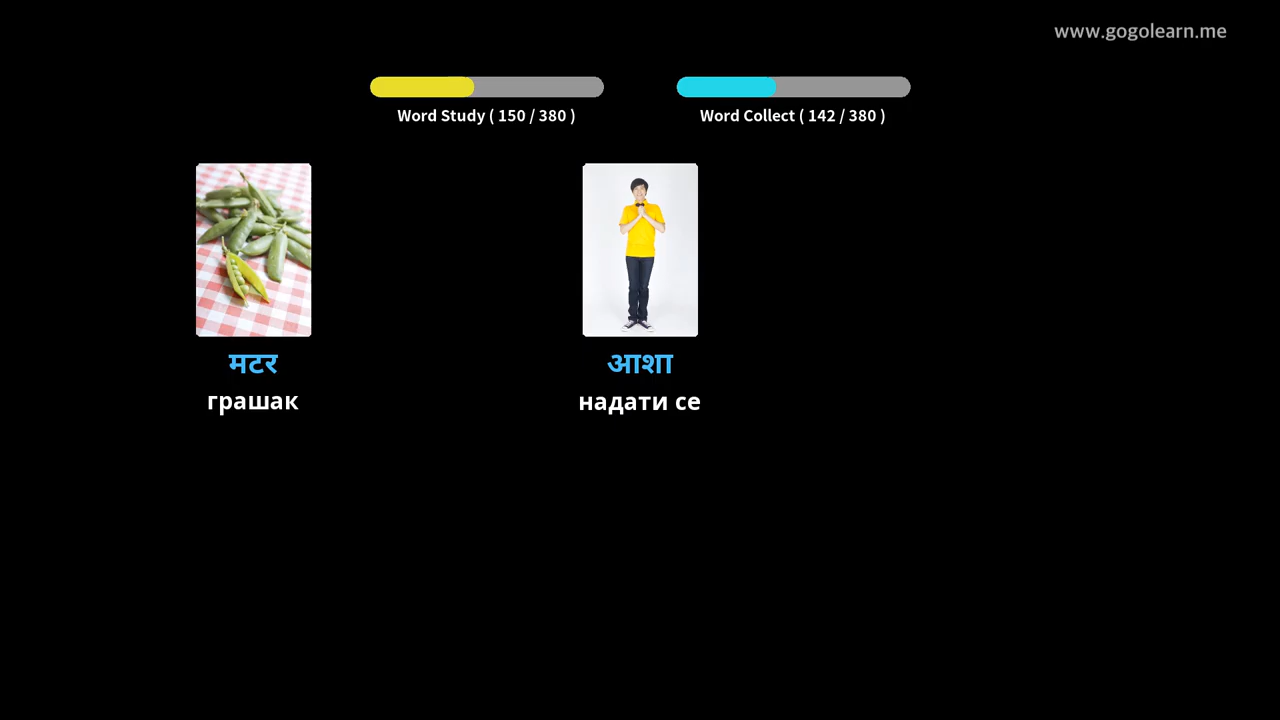 www.gogolearn.me
Word Study ( 150 / 380 )
Word Collect ( 142 / 380 )
मटर
грашак
आशा
надати се